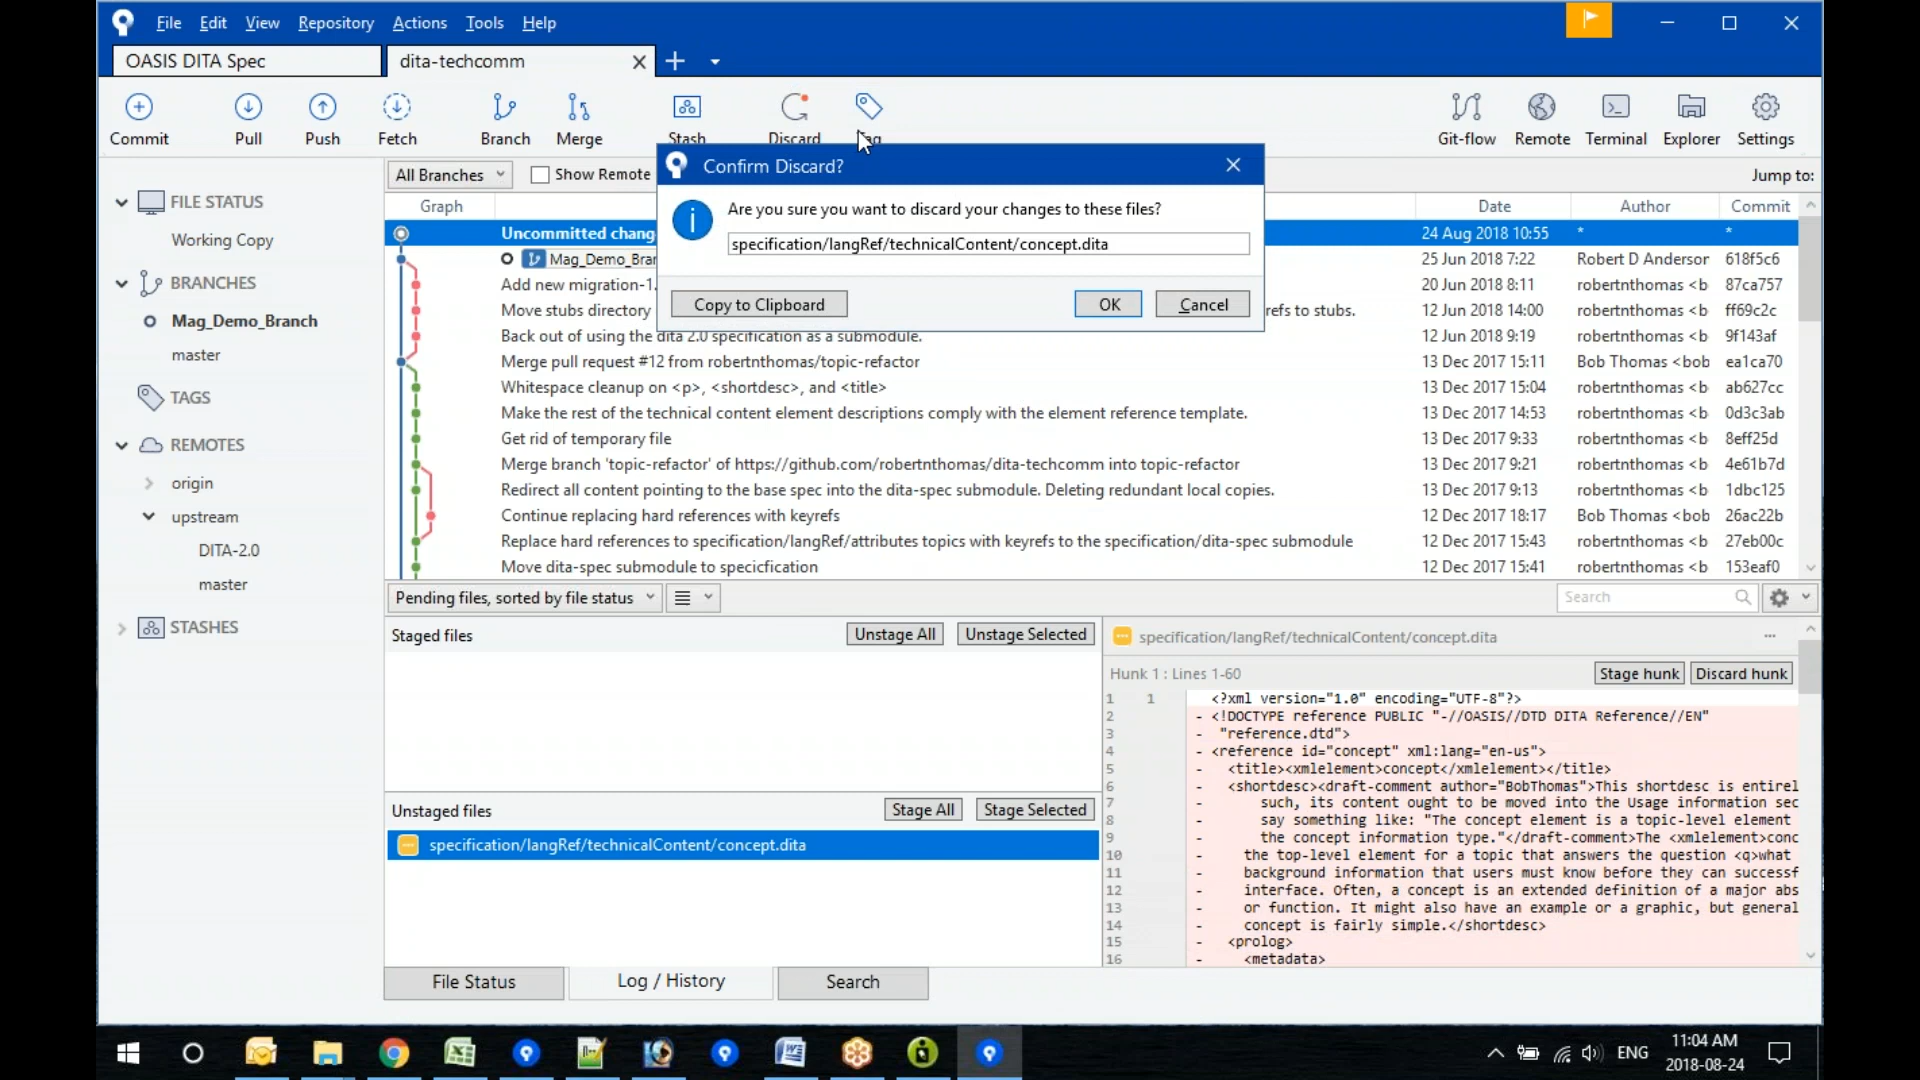 File Edit View Repository Actions Tools Help
OASIS DITA Spec
dita-techcomm
Commit Pull Push Fetch Branch Merge Stash Discard Git-flow Remote Terminal Explorer Settings
FILE STATUS
Working Copy
BRANCHES
Mag_Demo_Branch
master
TAGS
REMOTES
origin
upstream
DITA-2.0
master
STASHES
All Branches Show Remote Jump to:
Confirm Discard?
Are you sure you want to discard your changes to these files?
specification/langRef/technicalContent/concept.dita
Copy to Clipboard OK Cancel
Graph Date Author Commit
Uncommitted chang 24 Aug 2018 10:55 * *
Mag_Demo_Bran 25 Jun 2018 7:22 Robert D Anderson 618f5c6
Add new migration-1. 20 Jun 2018 8:11 robertnthomas <b 87ca757
Move stubs directory refs to stubs. 12 Jun 2018 14:00 robertnthomas <b ff69c2c
Back out of using the dita 2.0 specification as a submodule. 12 Jun 2018 9:19 robertnthomas <b 9f143af
Merge pull request #12 from robertnthomas/topic-refactor 13 Dec 2017 15:11 Bob Thomas <bob ea1ca70
Whitespace cleanup on <p>, <shortdesc>, and <title> 13 Dec 2017 15:04 robertnthomas <b ab627cc
Make the rest of the technical content element descriptions comply with the element reference template. 13 Dec 2017 14:53 robertnthomas <b 0d3c3ab
Get rid of temporary file 13 Dec 2017 9:33 robertnthomas <b 8eff25d
Merge branch 'topic-refactor' of https://github.com/robertnthomas/dita-techcomm into topic-refactor 13 Dec 2017 9:21 robertnthomas <b 4e61b7d
Redirect all content pointing to the base spec into the dita-spec submodule. Deleting redundant local copies. 13 Dec 2017 9:13 robertnthomas <b 1dbc125
Continue replacing hard references with keyrefs 12 Dec 2017 18:17 Bob Thomas <bob 26ac22b
Replace hard references to specification/langRef/attributes topics with keyrefs to the specification/dita-spec submodule 12 Dec 2017 15:43 robertnthomas <b 27eb00c
Move dita-spec submodule to specicfication 12 Dec 2017 15:41 robertnthomas <b 153eaf0
Pending files, sorted by file status Search
Staged files Unstage All Unstage Selected
Unstaged files Stage All Stage Selected
specification/langRef/technicalContent/concept.dita
specification/langRef/technicalContent/concept.dita ...
Hunk 1 : Lines 1-60 Stage hunk Discard hunk
1 1 <?xml version="1.0" encoding="UTF-8"?>
2 - <!DOCTYPE reference PUBLIC "-//OASIS//DTD DITA Reference//EN"
3 - "reference.dtd">
4 - <reference id="concept" xml:lang="en-us">
5 - <title><xmlelement>concept</xmlelement></title>
6 - <shortdesc><draft-comment author="BobThomas">This shortdesc is entirel
7 - such, its content ought to be moved into the Usage information sec
8 - say something like: "The concept element is a topic-level element
9 - the concept information type."</draft-comment>The <xmlelement>conc
10 - the top-level element for a topic that answers the question <q>what
11 - background information that users must know before they can successf
12 - interface. Often, a concept is an extended definition of a major abs
13 - or function. It might also have an example or a graphic, but general
14 - concept is fairly simple.</shortdesc>
15 - <prolog>
16 - <metadata>
File Status Log / History Search
ENG 11:04 AM
2018-08-24